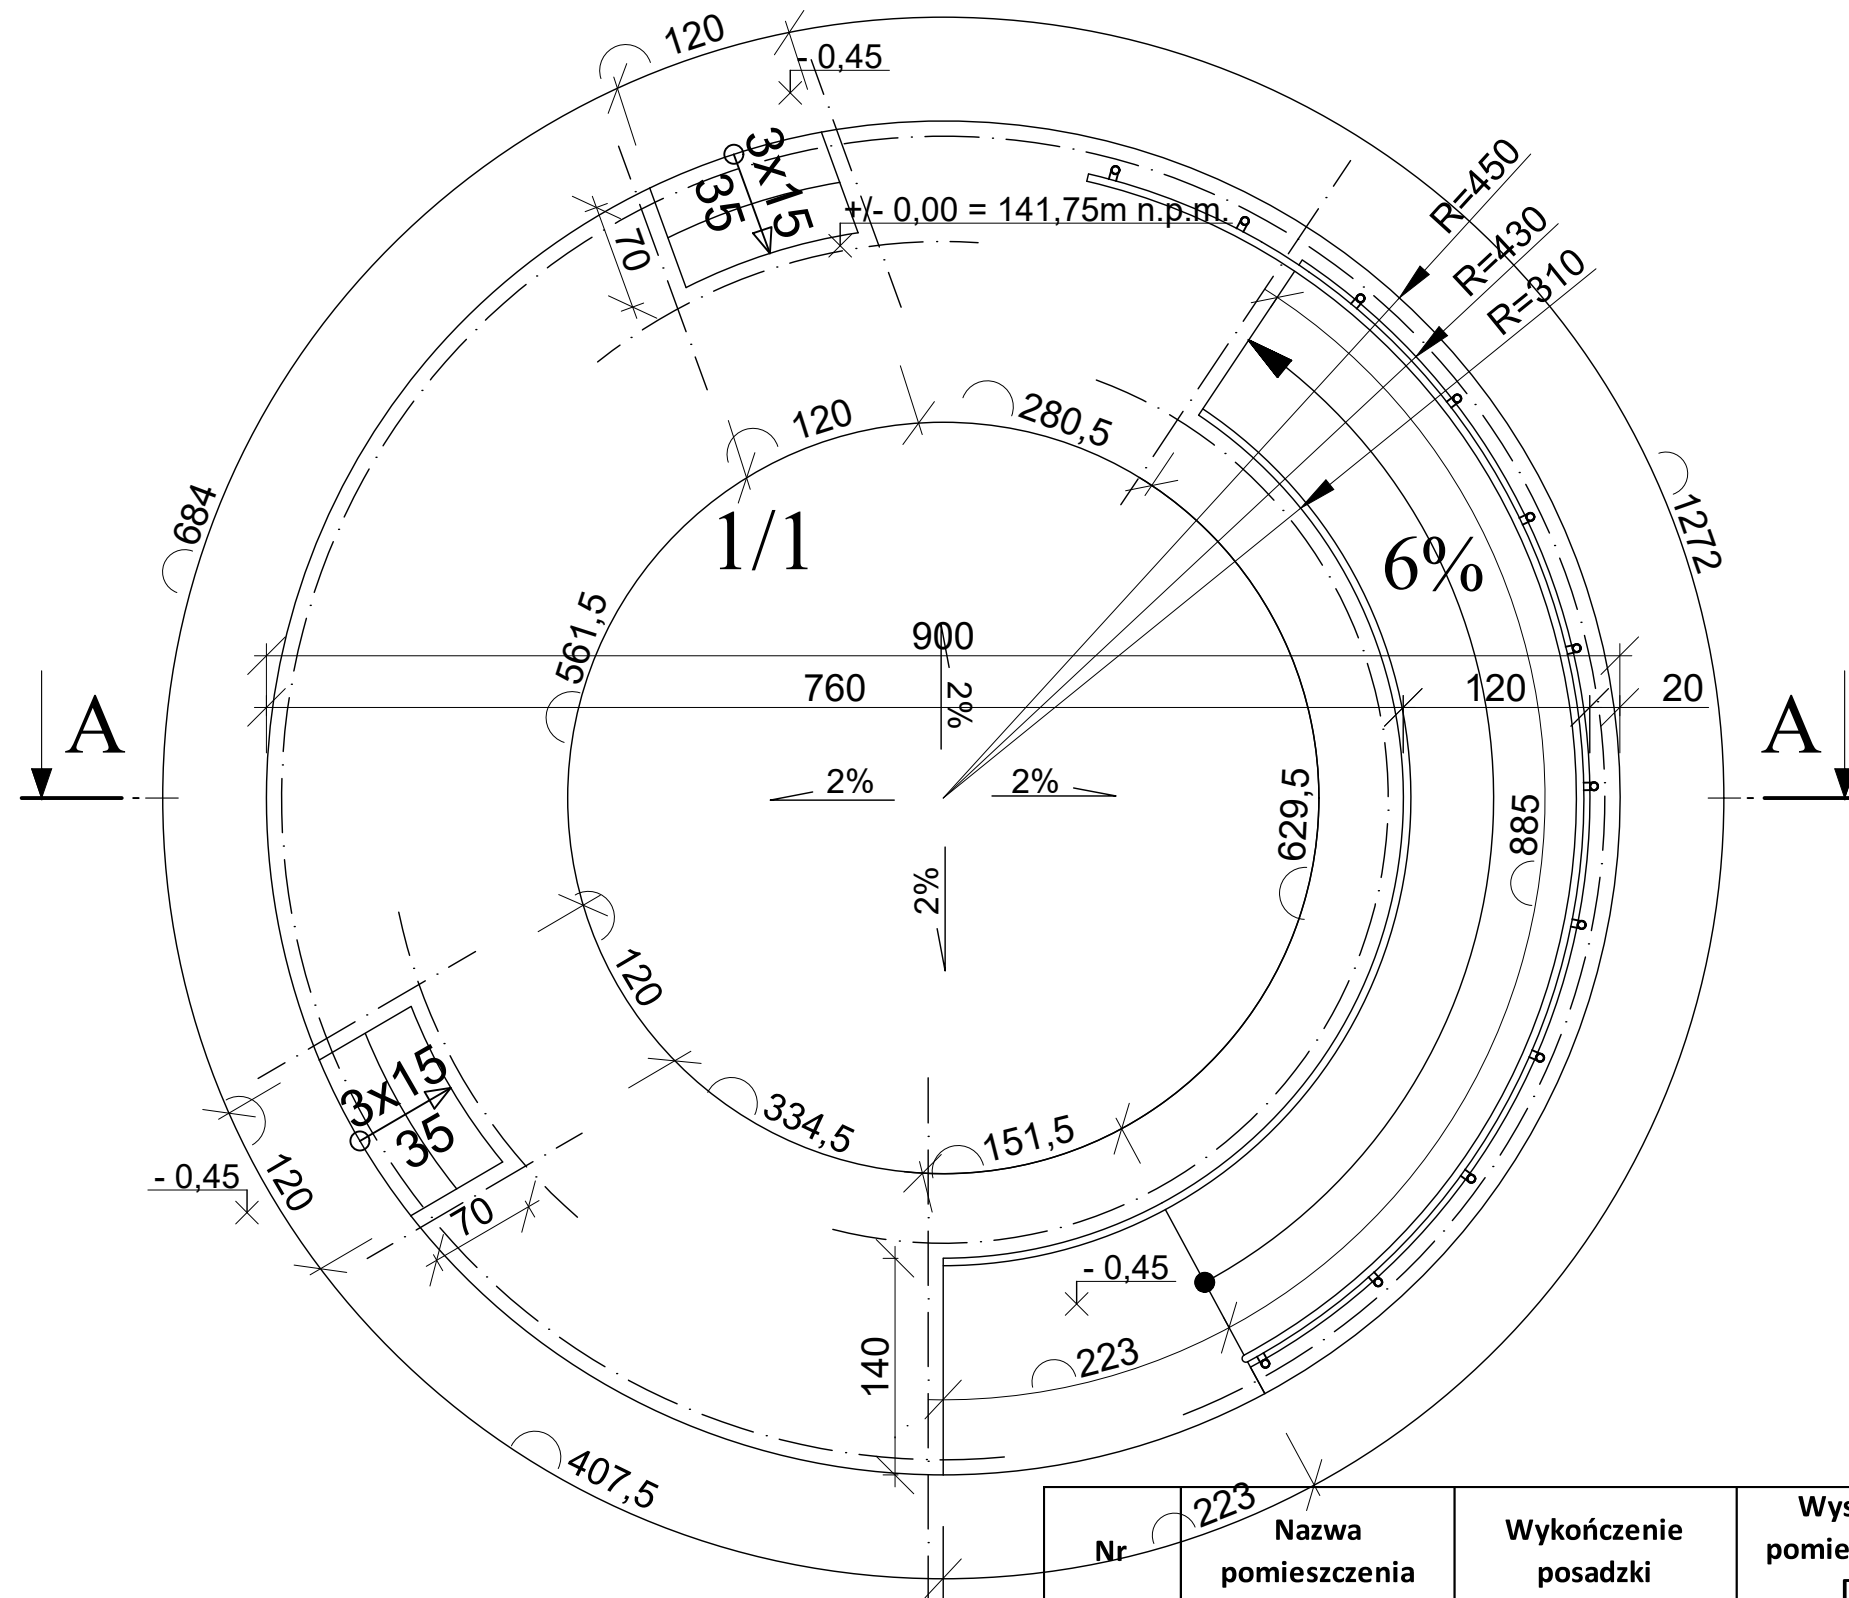 120
- 0,45
3x15
35
70
+/- 0,00 = 141,75m n.p.m.
R=450
R=430
R=310
120
280,5
684
1272
1/1
6%
561,5
900
760
2%
120
20
A
A
2%
2%
629,5
885
2%
120
3x15
35
334,5
151,5
- 0,45
120
70
- 0,45
140
223
407,5
223
Nr
Nazwa
pomieszczenia
Wykończenie
posadzki
Wys
pomie